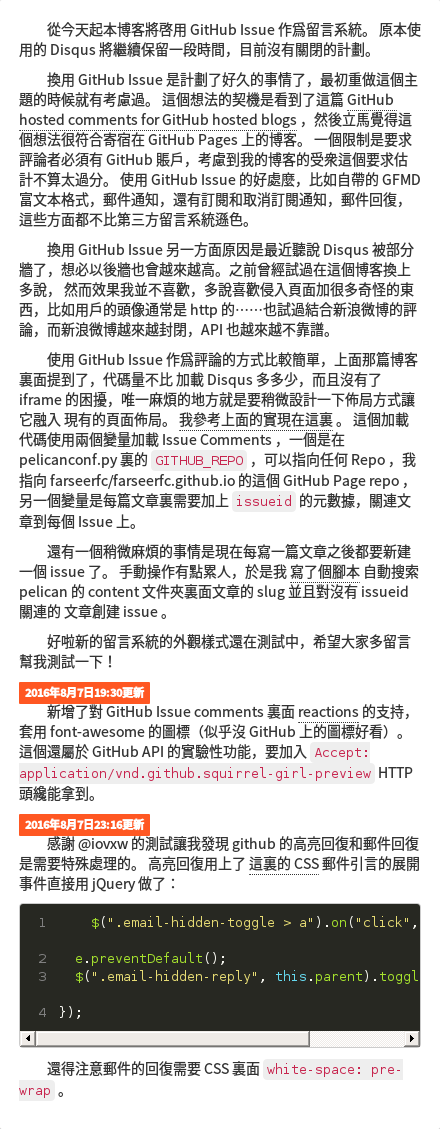 從今天起本博客將啓用 GitHub Issue 作爲留言系統。 原本使
用的 Disqus 將繼續保留一段時間，目前沒有關閉的計劃。
換用 GitHub Issue 是計劃了好久的事情了，最初重做這個主
題的時候就有考慮過。 這個想法的契機是看到了這篇 GitHub
hosted comments for GitHub hosted blogs ，然後立馬覺得這
個想法很符合寄宿在 GitHub Pages 上的博客。 一個限制是要求
評論者必須有 GitHub 賬戶，考慮到我的博客的受衆這個要求估
計不算太過分。 使用 GitHub Issue 的好處麼，比如自帶的 GFMD
富文本格式，郵件通知，還有訂閱和取消訂閱通知，郵件回復，
這些方面都不比第三方留言系統遜色。
換用 GitHub Issue 另一方面原因是最近聽說 Disqus 被部分
牆了，想必以後牆也會越來越高。之前曾經試過在這個博客換上
多說， 然而效果我並不喜歡，多說喜歡侵入頁面加很多奇怪的東
西，比如用戶的頭像通常是 http 的⋯⋯也試過結合新浪微博的評
論，而新浪微博越來越封閉，API 也越來越不靠譜。
使用 GitHub Issue 作爲評論的方式比較簡單，上面那篇博客
裏面提到了，代碼量不比 加載 Disqus 多多少，而且沒有了
iframe 的困擾，唯一麻煩的地方就是要稍微設計一下佈局方式讓
它融入 現有的頁面佈局。 我參考上面的實現在這裏 。 這個加載
代碼使用兩個變量加載 Issue Comments ，一個是在
pelicanconf.py 裏的 GITHUB_REPO ，可以指向任何 Repo ，我
指向 farseerfc/farseerfc.github.io 的這個 GitHub Page repo ，
另一個變量是每篇文章裏需要加上 issueid 的元數據，關連文
章到每個 Issue 上。
還有一個稍微麻煩的事情是現在每寫一篇文章之後都要新建
一個 issue 了。 手動操作有點累人，於是我 寫了個腳本 自動搜索
pelican 的 content 文件夾裏面文章的 slug 並且對沒有 issueid
關連的 文章創建 issue 。
好啦新的留言系統的外觀樣式還在測試中，希望大家多留言
幫我測試一下！
2016年8月7日19:30更新
新增了對 GitHub Issue comments 裏面 reactions 的支持，
套用 font-awesome 的圖標（似乎沒 GitHub 上的圖標好看）。
這個還屬於 GitHub API 的實驗性功能，要加入 Accept:
application/vnd.github.squirrel-girl-preview HTTP
頭纔能拿到。
2016年8月7日23:16更新
感謝 @iovxw 的測試讓我發現 github 的高亮回復和郵件回復
是需要特殊處理的。 高亮回復用上了 這裏的 CSS 郵件引言的展開
事件直接用 jQuery 做了：
1 $(".email-hidden-toggle > a").on("click",
2 e.preventDefault();
3 $(".email-hidden-reply", this.parent).toggl
4 });
還得注意郵件的回復需要 CSS 裏面 white-space: pre-
wrap 。